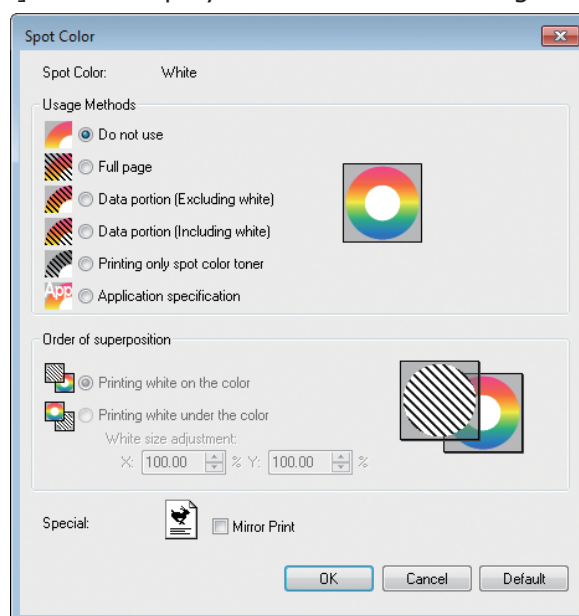 Spot Color
Spot Color: White
Usage Methods
Do not use
Full page
Data portion (Excluding white)
Data portion (Including white)
Printing only spot color toner
App Application specification
Order of superposition
Printing white on the color
Printing white under the color
White size adjustment:
X: 100.00 % Y: 100.00 %
Special: Mirror Print
OK Cancel Default